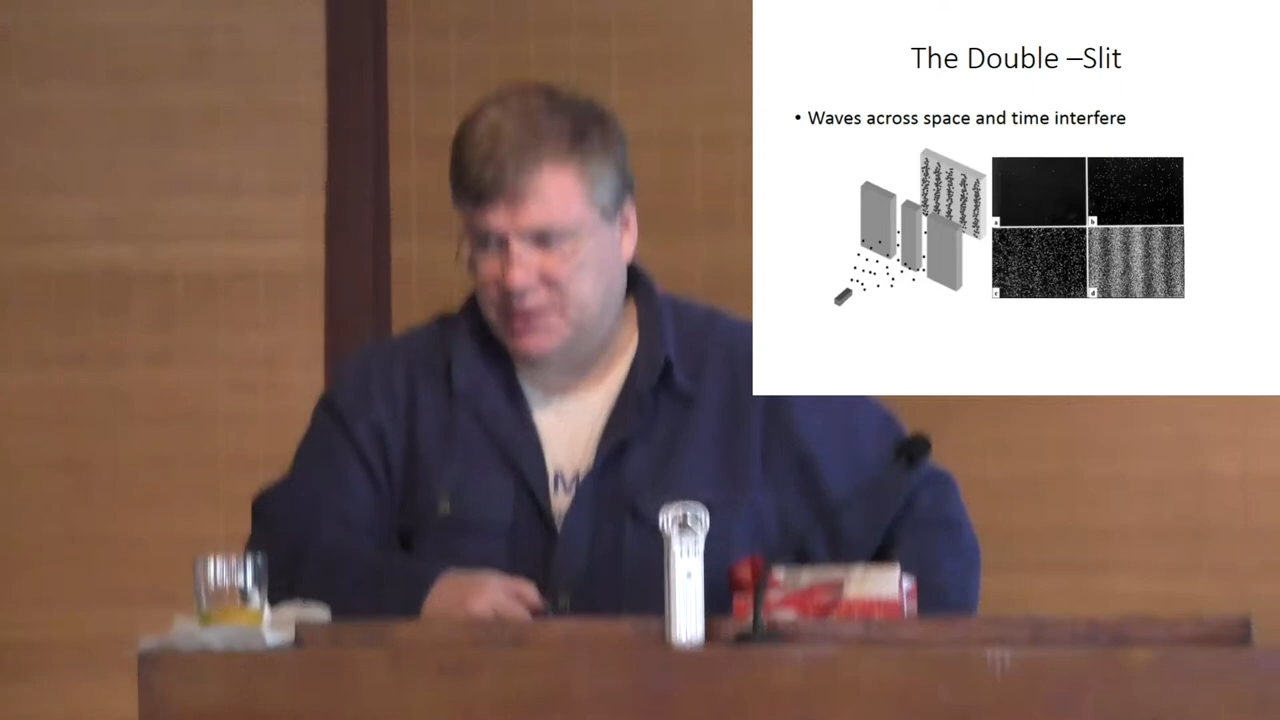 The Double –Slit
• Waves across space and time interfere
a
b
c
d
M